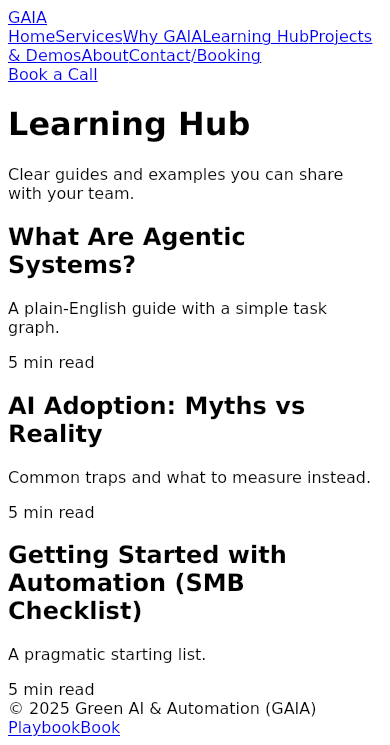 GAIA
HomeServicesWhy GAIALearning HubProjects
& DemosAboutContact/Booking
Book a Call
Learning Hub
Clear guides and examples you can share
with your team.
What Are Agentic
Systems?
A plain-English guide with a simple task
graph.
5 min read
AI Adoption: Myths vs
Reality
Common traps and what to measure instead.
5 min read
Getting Started with
Automation (SMB
Checklist)
A pragmatic starting list.
5 min read
© 2025 Green AI & Automation (GAIA)
PlaybookBook